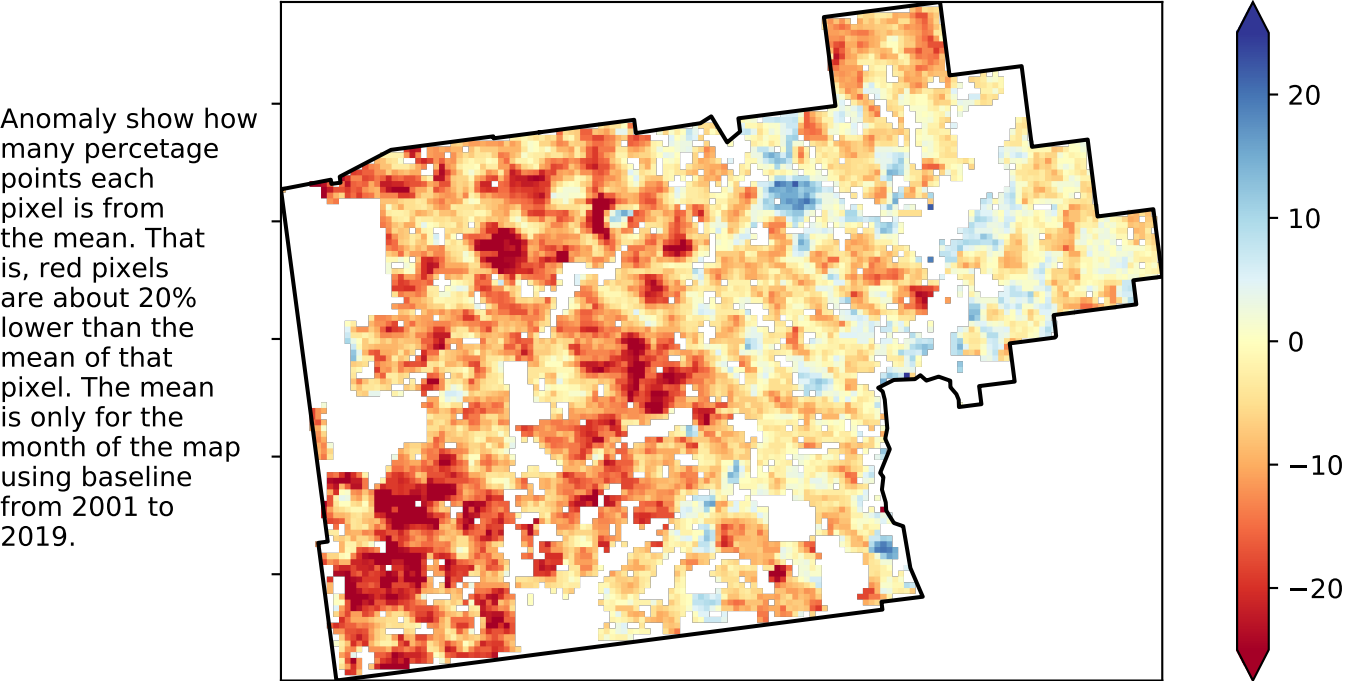 Anomaly show how
many percetage
points each
pixel is from
the mean. That
is, red pixels
are about 20%
lower than the
mean of that
pixel. The mean
is only for the
month of the map
using baseline
from 2001 to
2019.
20
10
0
−10
−20